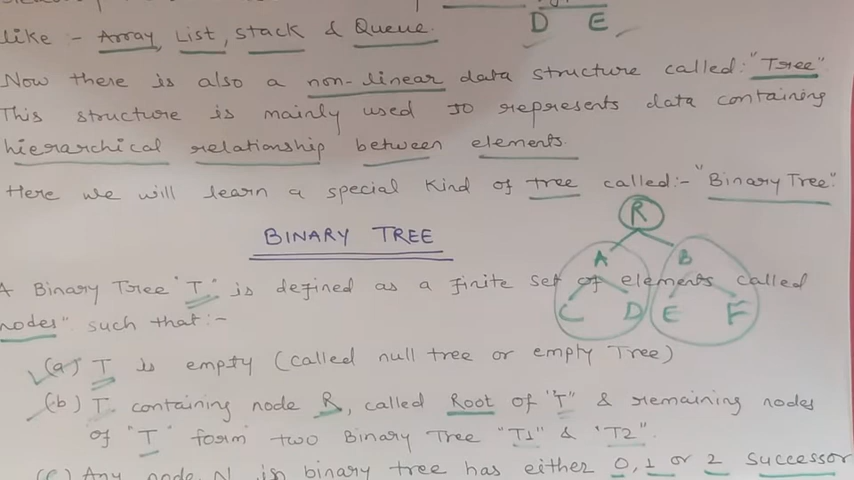 D E
like :- Array, List, Stack & Queue.
Now there is also a non-linear data structure called:- "Tree"
This structure is mainly used to represents data containing
hierarchical relationship between elements.
Here we will learn a special kind of tree called:- "Binary Tree".
R
BINARY TREE
A B
A Binary Tree "T" is defined as a finite set of elements called
C D E F
nodes" such that :-
(a) T is empty (called null tree or empty Tree)
(b) T containing node R, called Root of "T" & remaining nodes
of "T" form two Binary Tree "T1" & "T2".
(c) Any node N in binary tree has either 0, 1 or 2 successor